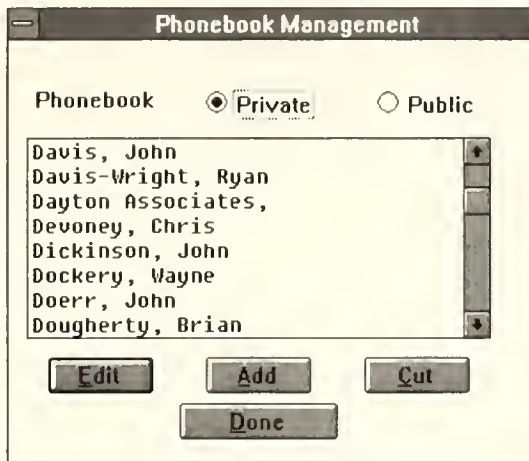 Phonebook Management
Phonebook Private Public
Davis, John
Davis-Wright, Ryan
Dayton Associates,
Devoney, Chris
Dickinson, John
Dockery, Wayne
Doerr, John
Dougherty, Brian
Edit Add Cut
Done